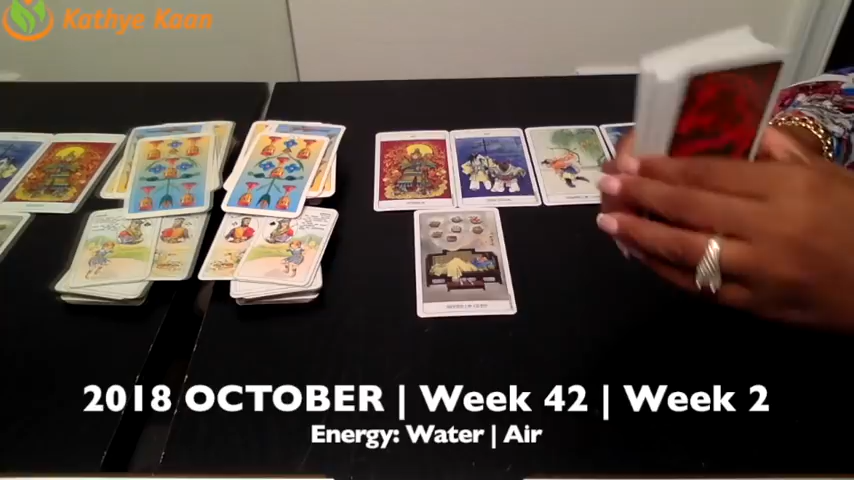 Kathye Kaan
2018 OCTOBER | Week 42 | Week 2
Energy: Water | Air